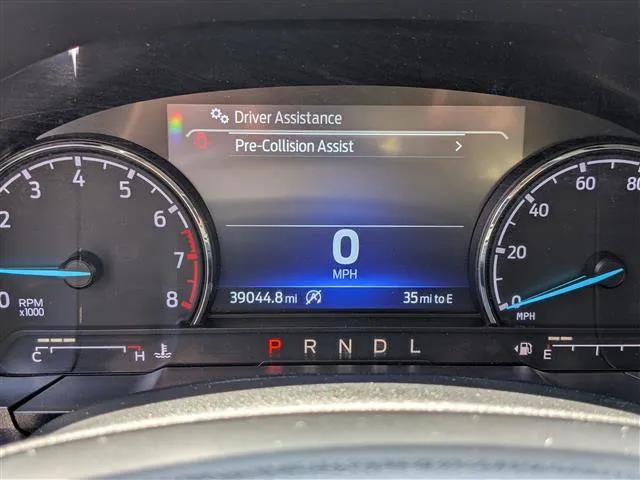 Driver Assistance
Pre-Collision Assist
2 3 4 5 6 7 8
0 RPM
x1000
0
MPH
39044.8 mi 35 mi to E
0 20 40 60 80
MPH
C H
P R N D L
E